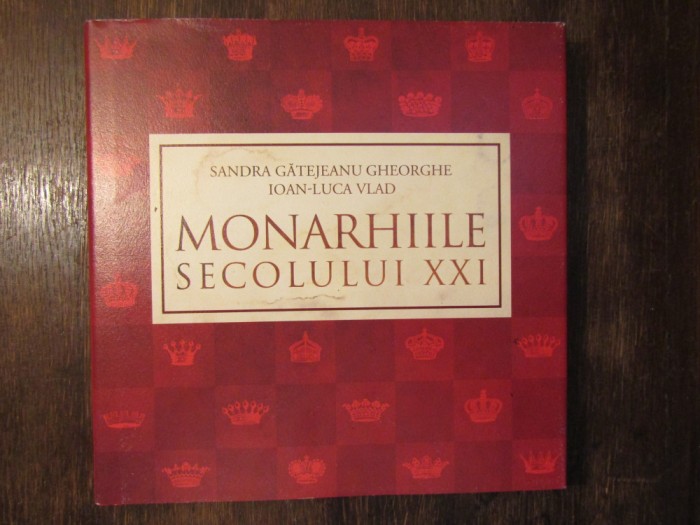 SANDRA GĂTEJEANU GHEORGHE
IOAN-LUCA VLAD
MONARHIILE
SECOLULUI XXI